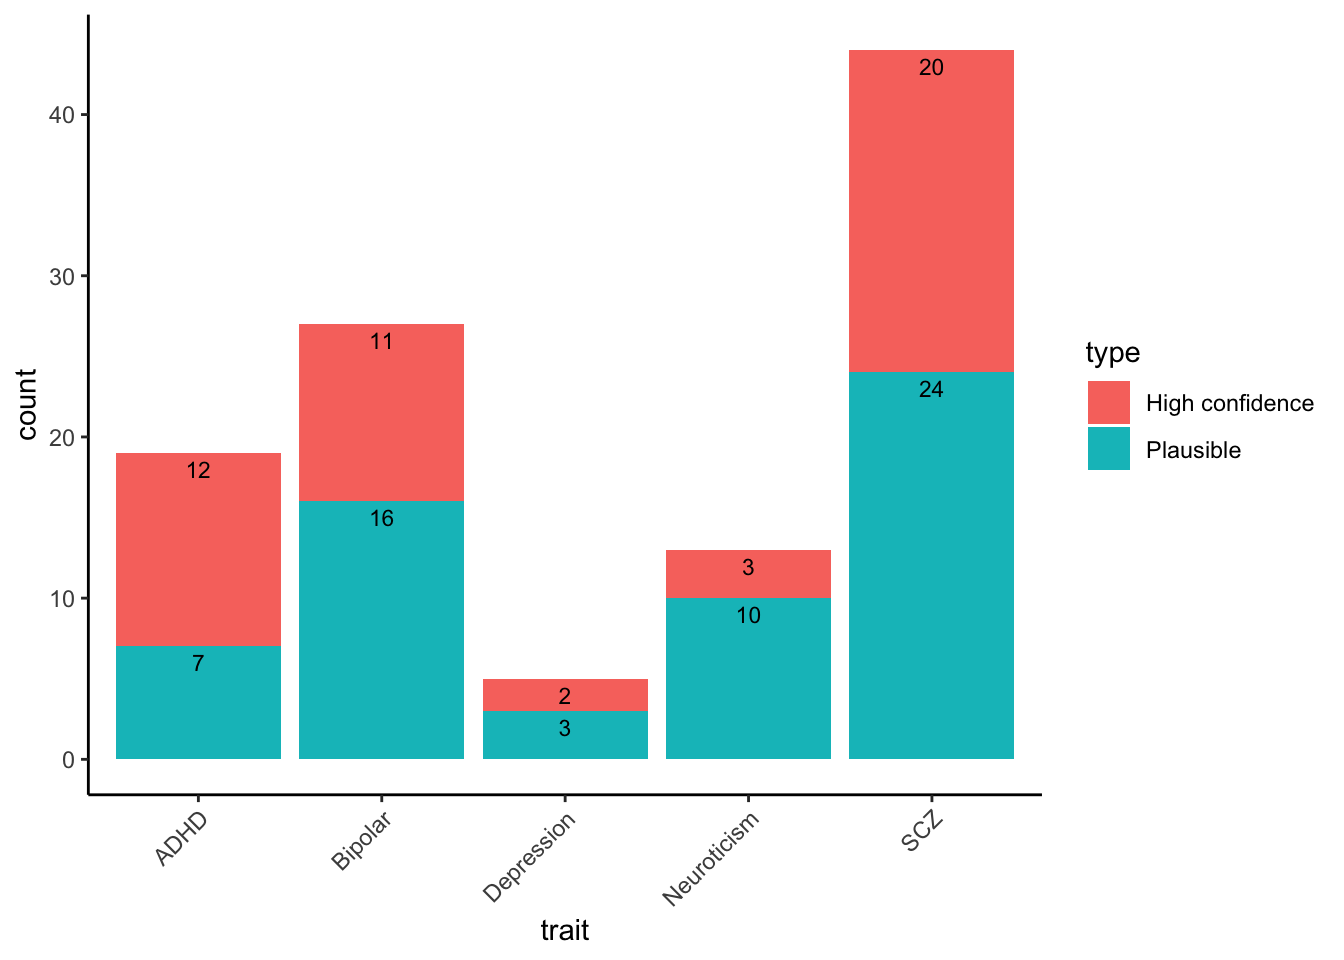 count
40
30
20
10
0
12
7
11
16
2
3
3
10
20
24
ADHD
Bipolar
Depression
Neuroticism
SCZ
trait
type
High confidence
Plausible